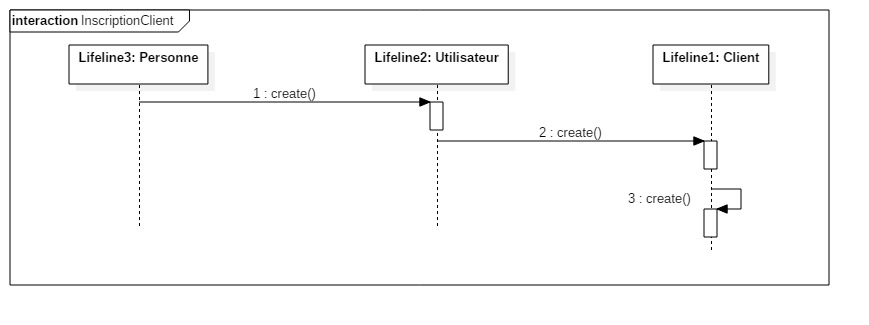 interaction InscriptionClient
Lifeline3: Personne
Lifeline2: Utilisateur
Lifeline1: Client
1 : create()
2 : create()
3 : create()